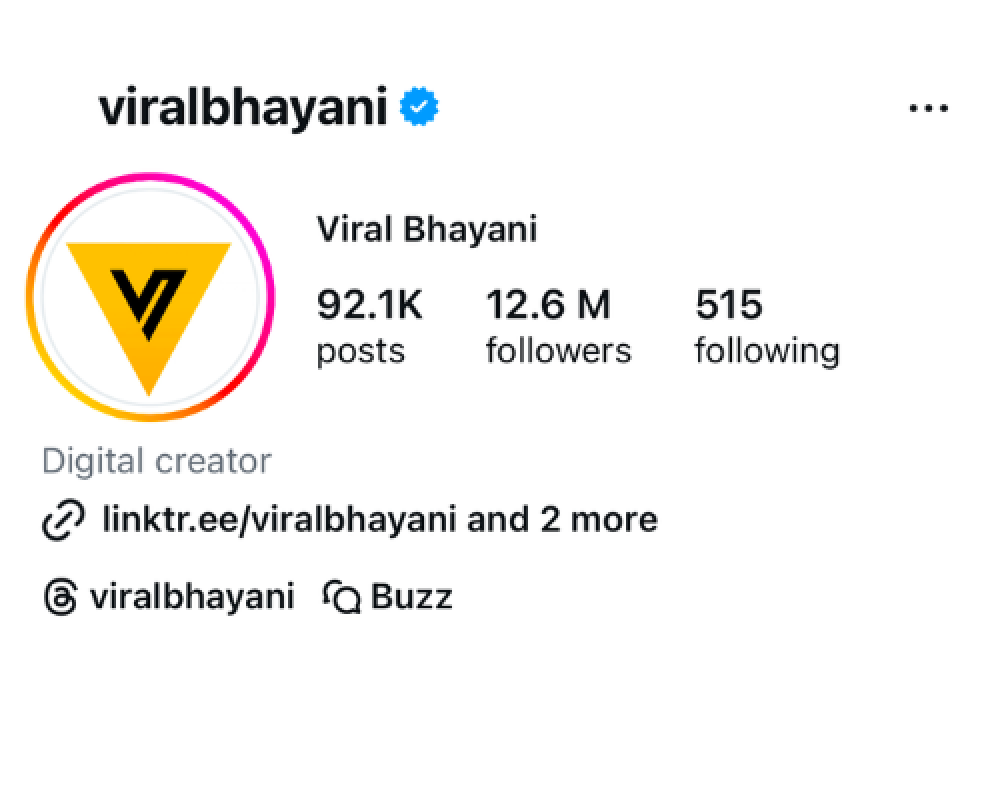 viralbhayani
Viral Bhayani
92.1K 12.6 M 515
posts followers following
Digital creator
linktr.ee/viralbhayani and 2 more
viralbhayani Buzz